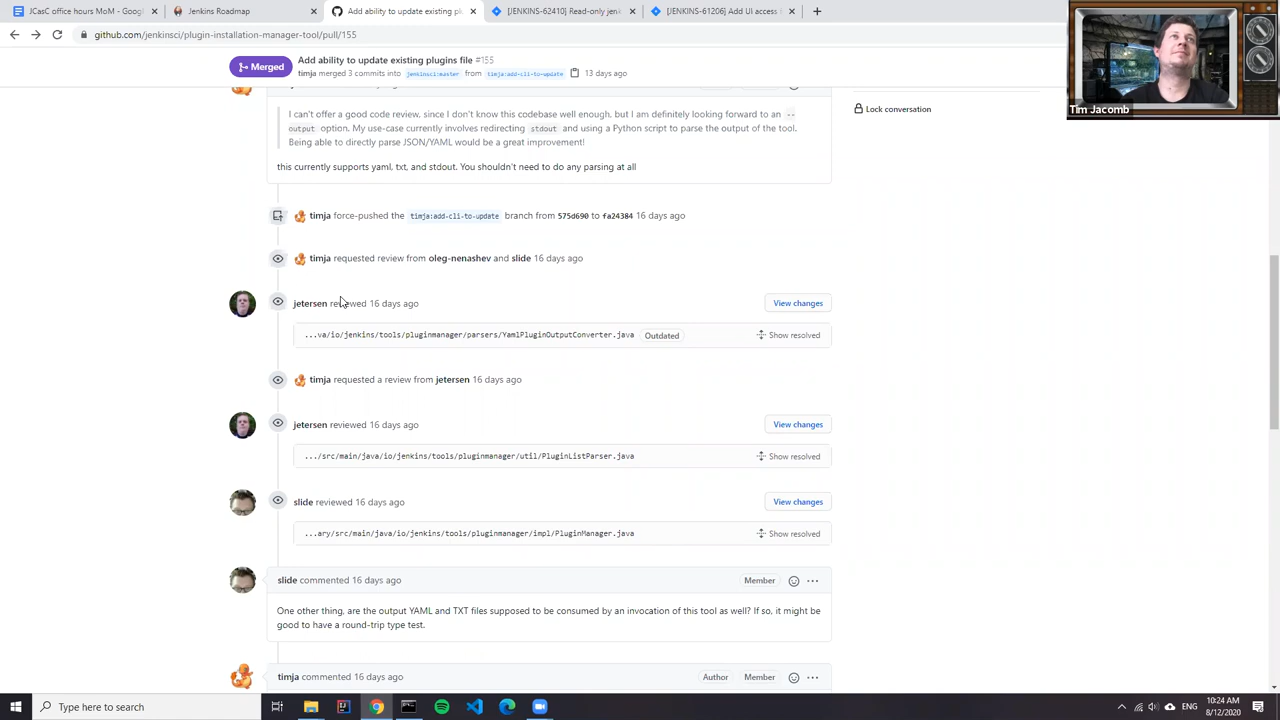 JCasC office hours MoM - Googl
Jenkins Roadmap
Add ability to update existing plu
[JENKINS-62410] Read-only jenk
[JENKINS-61206] Add UI access
github.com/jenkinsci/plugin-installation-manager-tool/pull/155
Merged
Add ability to update existing plugins file #155
timja merged 3 commits into jenkinsci:master from timja:add-cli-to-update 13 days ago
Tim Jacomb
Lock conversation
I can't offer a good core review, since I don't know this codebase well enough, but I am definitely looking forward to an --
output option. My use-case currently involves redirecting stdout and using a Python script to parse the output of the tool.
Being able to directly parse JSON/YAML would be a great improvement!
this currently supports yaml, txt, and stdout. You shouldn't need to do any parsing at all
timja force-pushed the timja:add-cli-to-update branch from 575d690 to fa24384 16 days ago
timja requested review from oleg-nenashev and slide 16 days ago
jetersen reviewed 16 days ago
View changes
...va/io/jenkins/tools/pluginmanager/parsers/YamlPluginOutputConverter.java Outdated
Show resolved
timja requested a review from jetersen 16 days ago
jetersen reviewed 16 days ago
View changes
.../src/main/java/io/jenkins/tools/pluginmanager/util/PluginListParser.java
Show resolved
slide reviewed 16 days ago
View changes
...ary/src/main/java/io/jenkins/tools/pluginmanager/impl/PluginManager.java
Show resolved
slide commented 16 days ago
Member
One other thing, are the output YAML and TXT files supposed to be consumed by an invocation of this tool as well? If so, it might be
good to have a round-trip type test.
timja commented 16 days ago
Author
Member
Type here to search
ENG
10:24 AM
8/12/2020